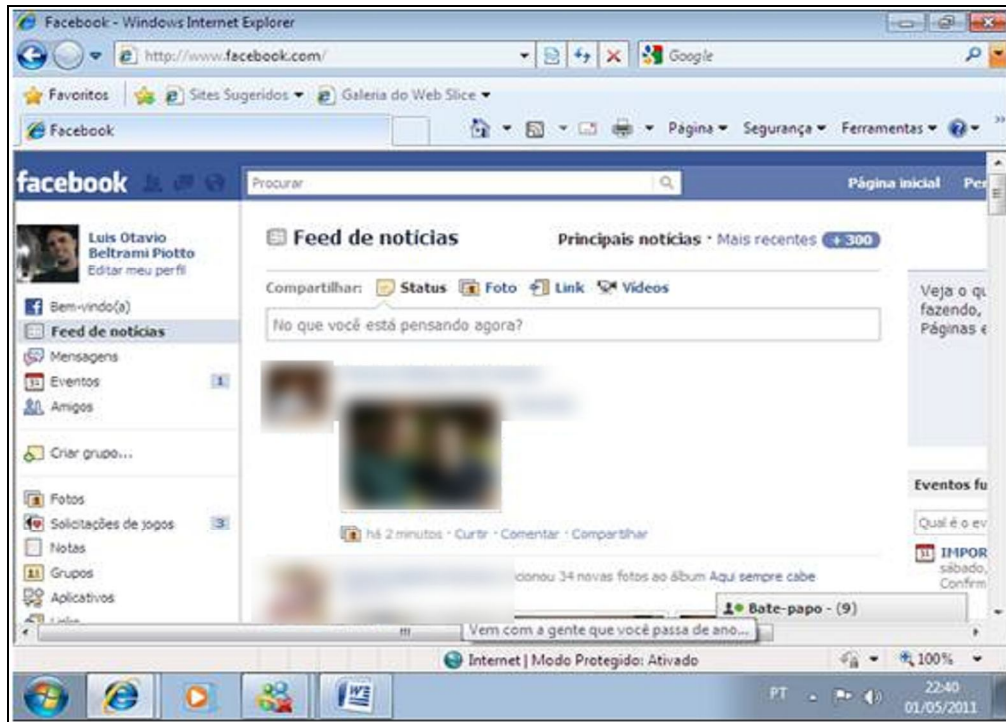 Facebook - Windows Internet Explorer
http://www.facebook.com/
Google
Favoritos Sites Sugeridos Galeria do Web Slice
Facebook Página Segurança Ferramentas
facebook Procurar Página inicial Per
Luis Otavio
Beltrami Piotto
Editar meu perfil
Bem-vindo(a)
Feed de notícias
Mensagens
Eventos 1
Amigos
Criar grupo...
Fotos
Solicitações de jogos 3
Notas
Grupos
Aplicativos
Links
Feed de notícias Principais notícias · Mais recentes + 300
Compartilhar: Status Foto Link Vídeos
No que você está pensando agora?
há 2 minutos · Curtir · Comentar · Compartilhar
cionou 34 novas fotos ao álbum Aqui sempre cabe
Veja o qu
fazendo,
Páginas e
Eventos fu
Qual é o ev
31 IMPOR
sábado,
Confirm
Bate-papo - (9)
Vem com a gente que você passa de ano...
Internet | Modo Protegido: Ativado 100%
PT 22:40
01/05/2011